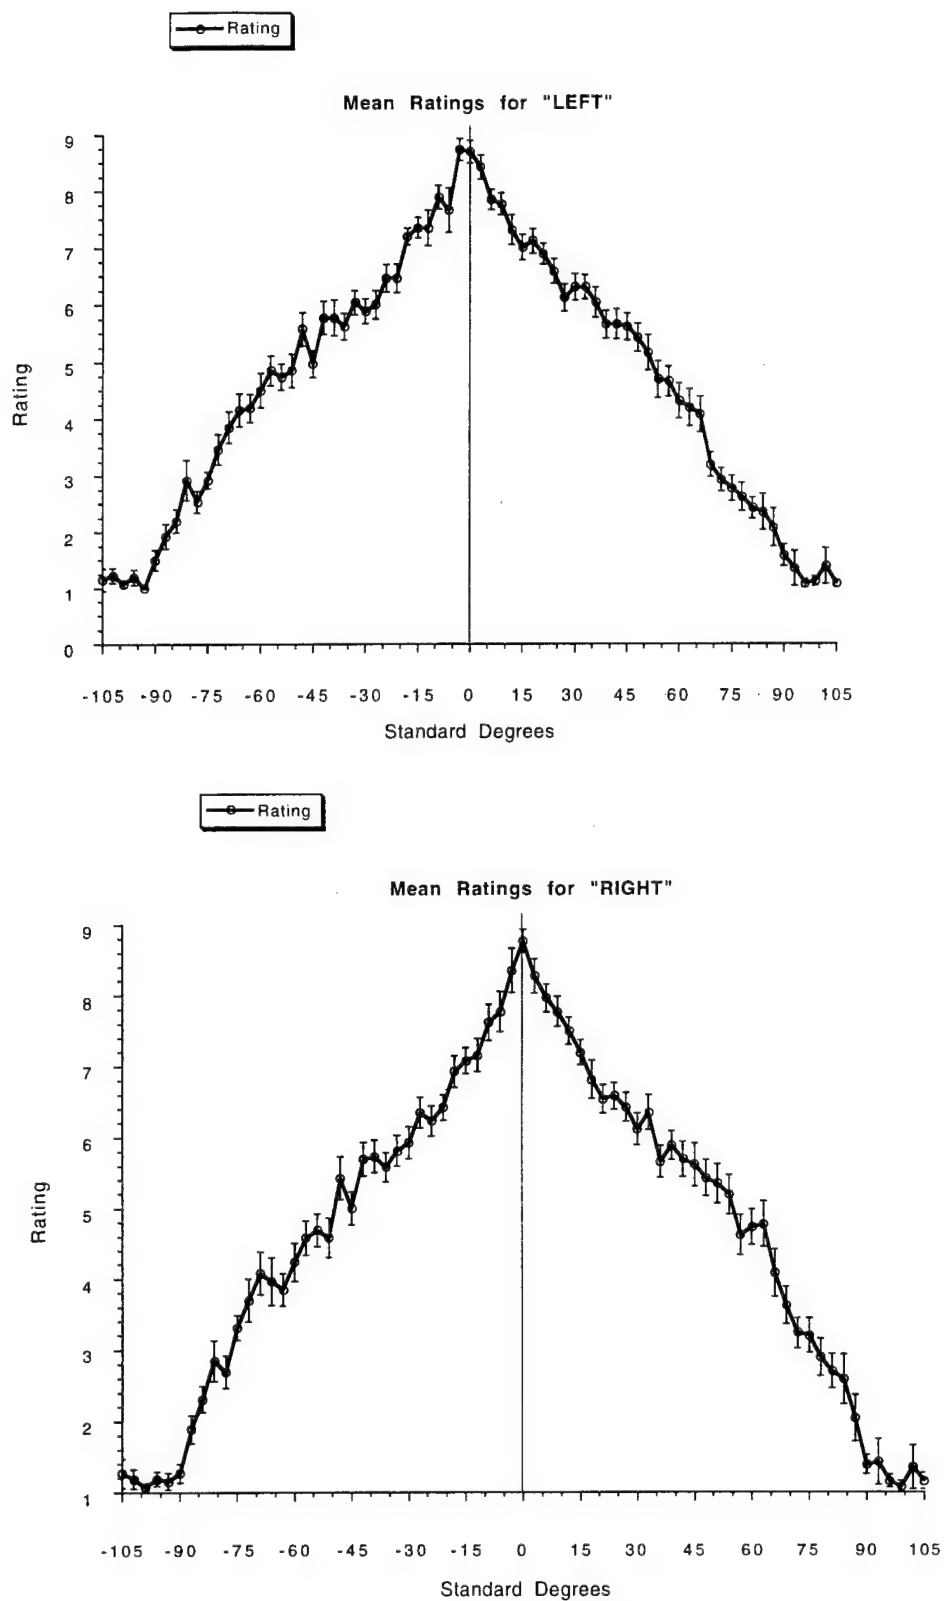 Rating
Mean Ratings for "LEFT"
9
8
7
6
5
4
3
2
1
0
Rating
-105 -90 -75 -60 -45 -30 -15 0 15 30 45 60 75 90 105
Standard Degrees
Rating
Mean Ratings for "RIGHT"
9
8
7
6
5
4
3
2
1
Rating
-105 -90 -75 -60 -45 -30 -15 0 15 30 45 60 75 90 105
Standard Degrees